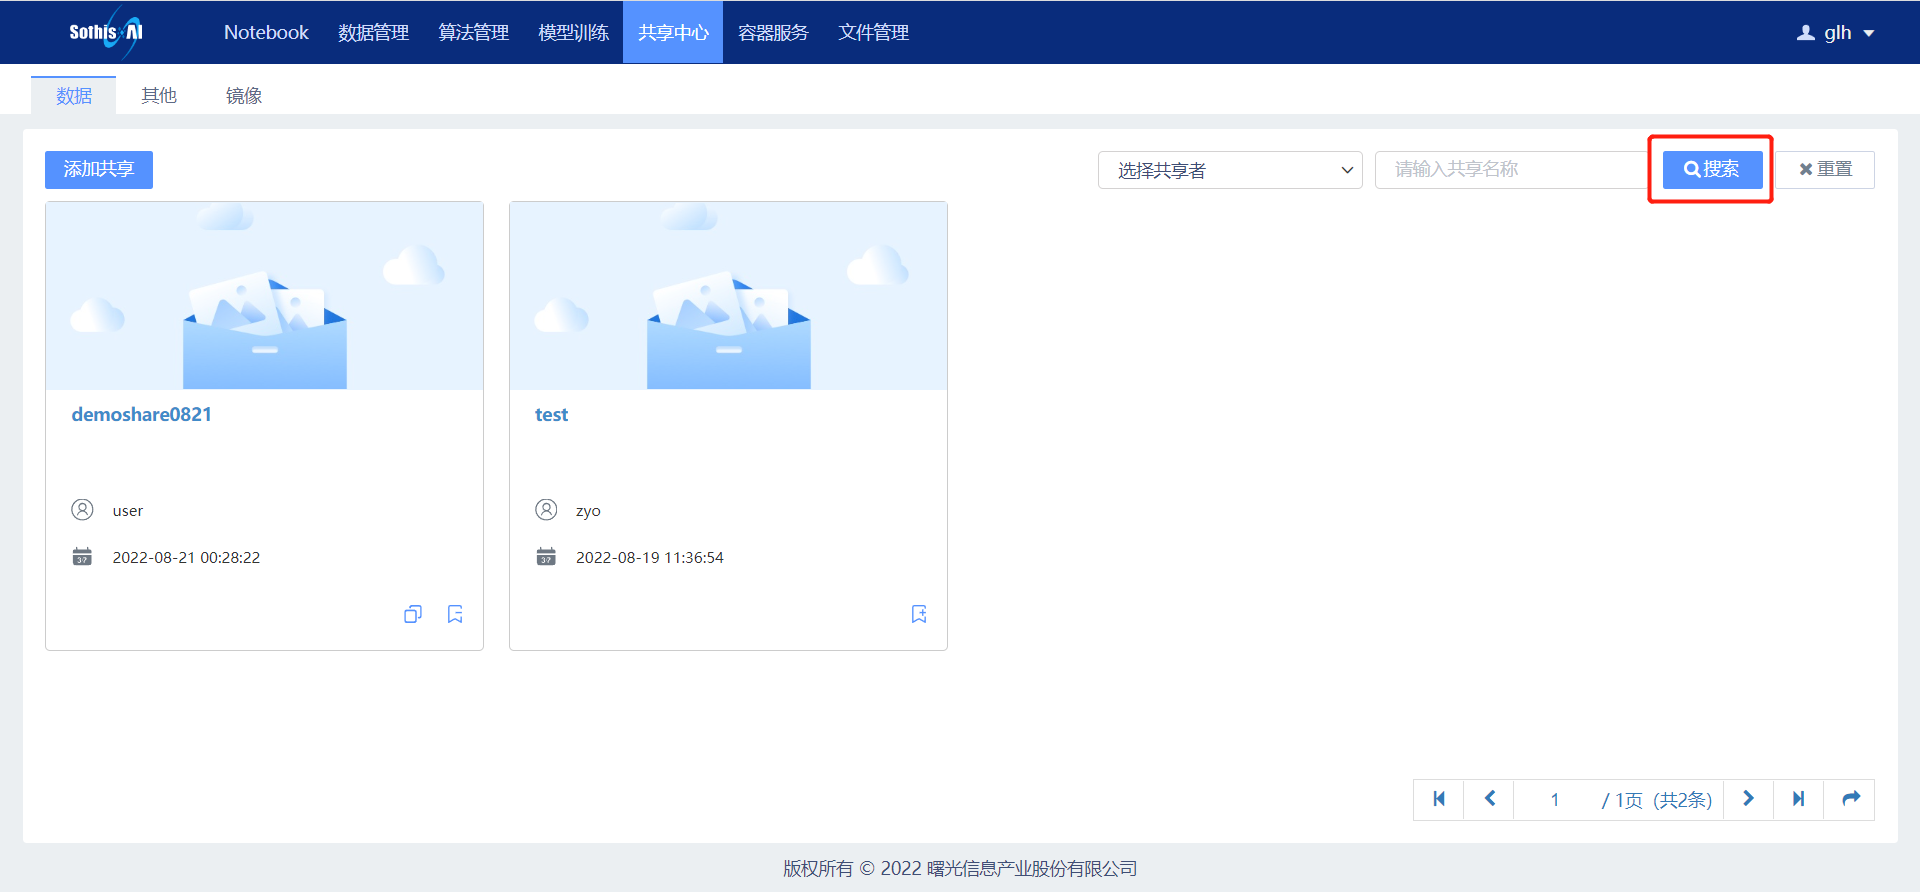 SothisAI Notebook 数据管理 算法管理 模型训练 共享中心 容器服务 文件管理 glh
数据 其他 镜像
添加共享 选择共享者 请输入共享名称 搜索 重置
demoshare0821
user
2022-08-21 00:28:22
test
zyo
2022-08-19 11:36:54
1 / 1页 (共2条)
版权所有 © 2022 曙光信息产业股份有限公司